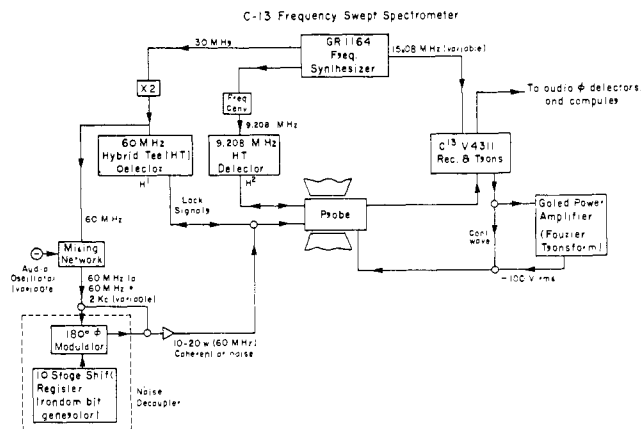 C-13 Frequency Swept Spectrometer
30 MHz
GR1164
Freq.
Synthesizer
15.08 MHz (variable)
X2
Freq
Conv
To audio ϕ detectors
and computer
9.208 MHz
60 MHz
Hybrid Tee [HT]
Detector
H¹
9.208 MHz
HT
Detector
H²
C¹³ V4311
Rec. & Trans
Lock
Signals
Probe
Gated Power
Amplifier
(Fourier
Transform)
60 MHz
Cont
wave
Audio
Oscillator
(variable)
Mixing
Network
60 MHz to
60 MHz +
2 Kc (variable)
~100 V rms
180° ϕ
Modulator
10-20 w (60 MHz)
Coherent or noise
10 Stage Shift
Register
(random bit
generator)
Noise
Decoupler